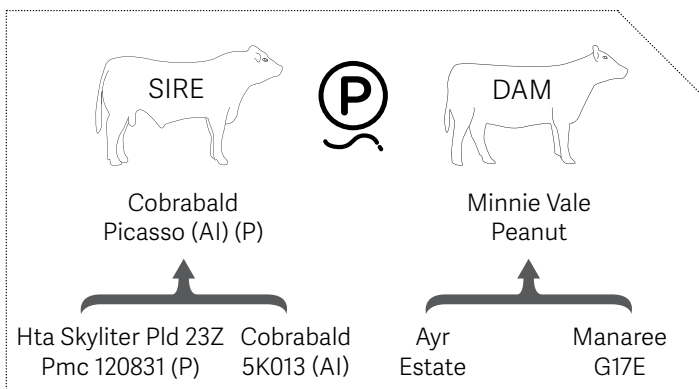 SIRE
P
DAM
Cobrabald
Picasso (AI) (P)
Minnie Vale
Peanut
Hta Skyliter Pld 23Z
Pmc 120831 (P)
Cobrabald
5K013 (AI)
Ayr
Estate
Manaree
G17E